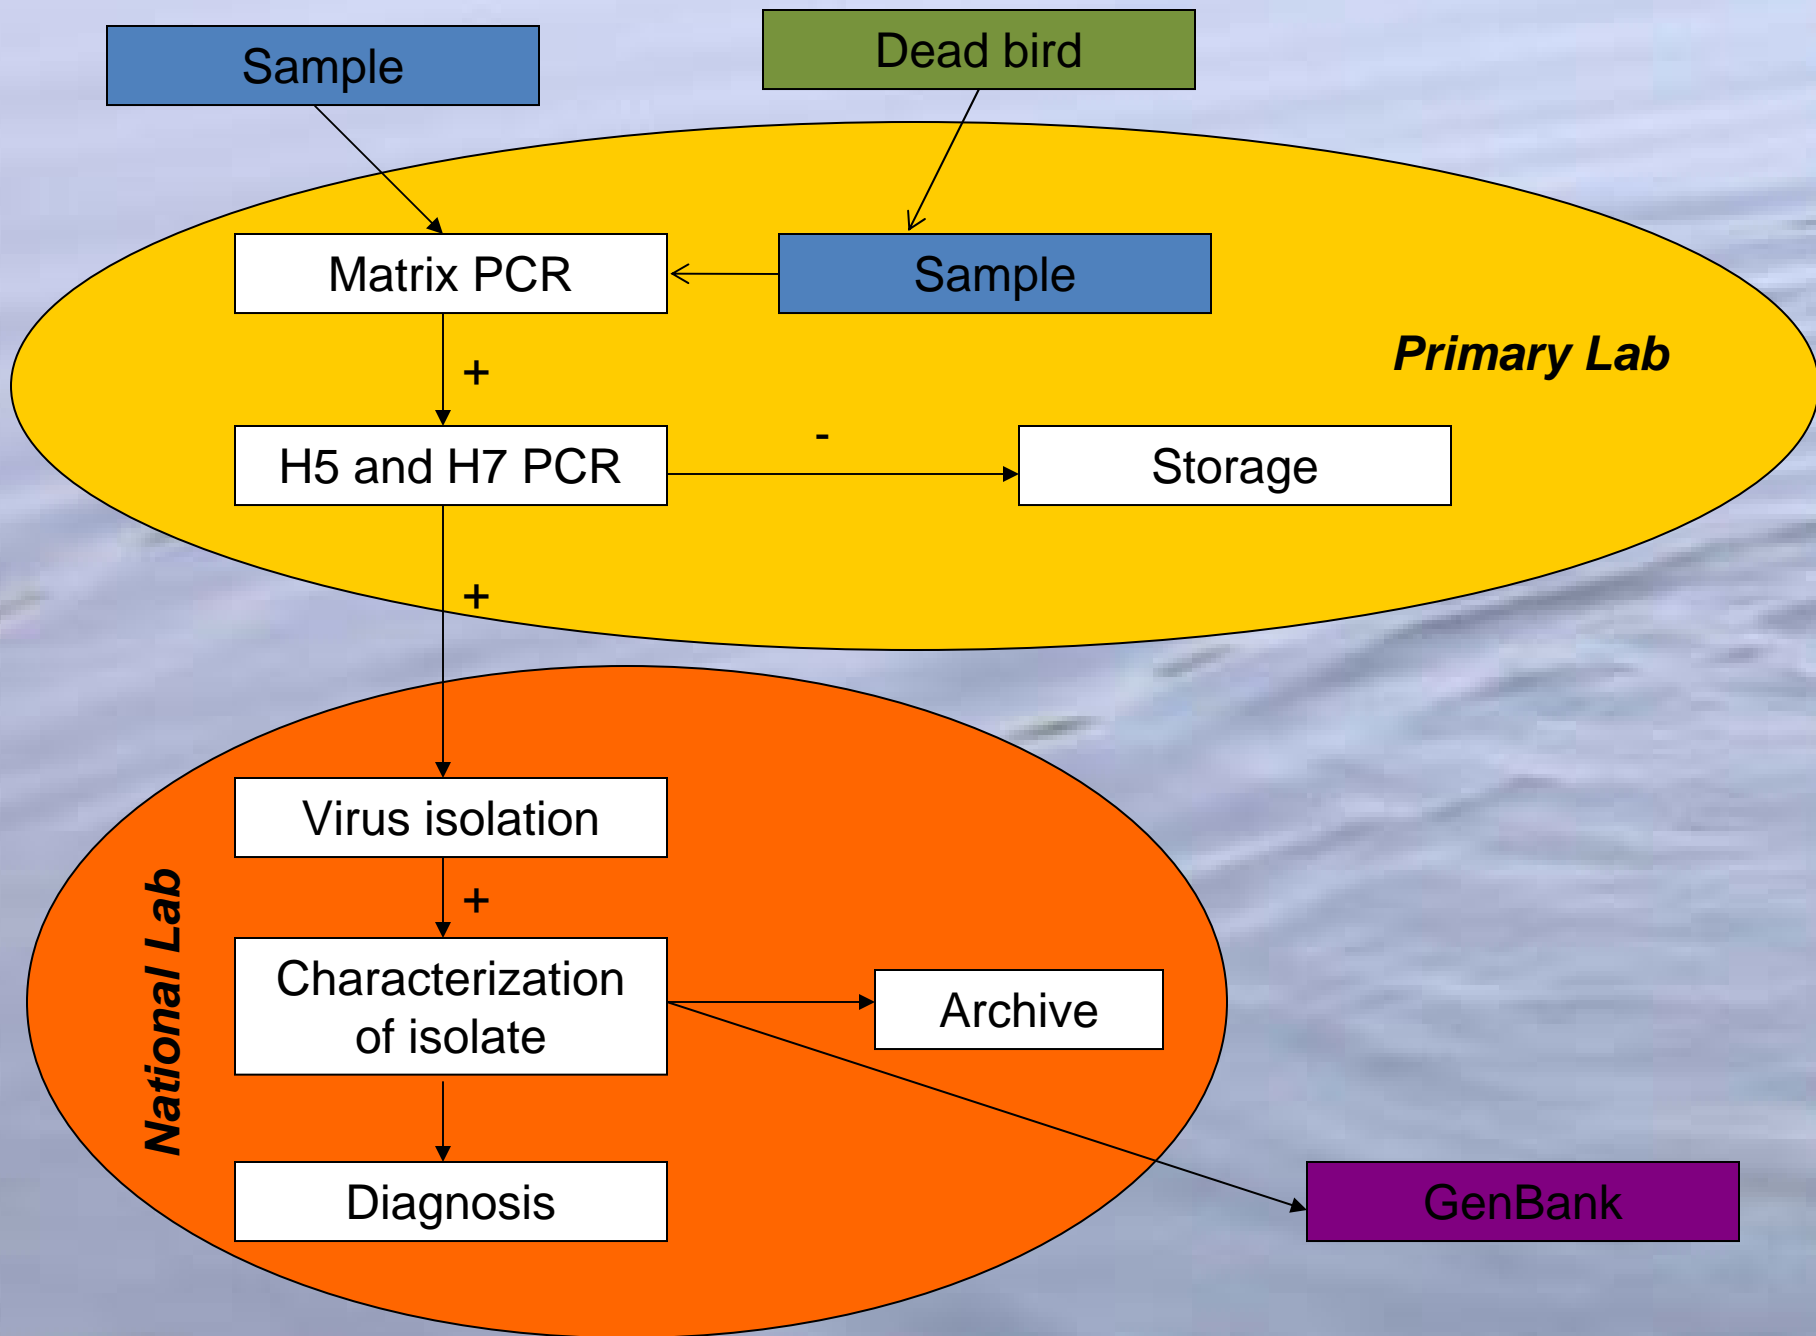 Sample
Dead bird
Matrix PCR
Sample
Primary Lab
+
H5 and H7 PCR
-
Storage
+
Virus isolation
National Lab
+
Characterization
of isolate
Archive
Diagnosis
GenBank